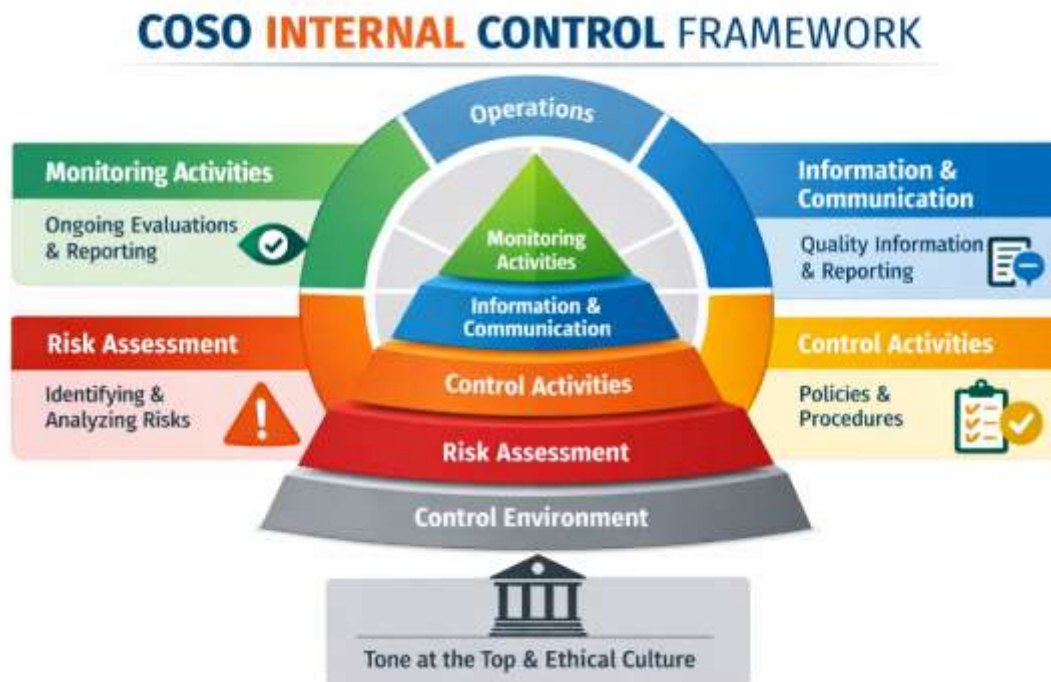 COSO INTERNAL CONTROL FRAMEWORK
Operations
Monitoring Activities
Ongoing Evaluations
& Reporting
Information &
Communication
Quality Information
& Reporting
Risk Assessment
Identifying &
Analyzing Risks
Control Activities
Policies &
Procedures
Monitoring
Activities
Information &
Communication
Control Activities
Risk Assessment
Control Environment
Tone at the Top & Ethical Culture